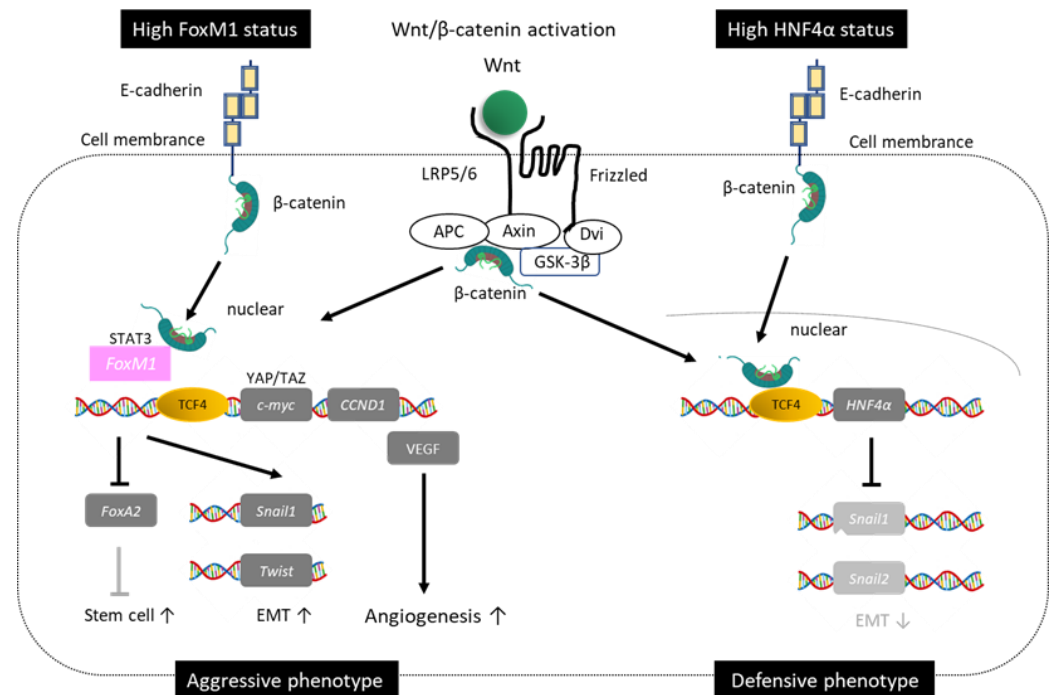 High FoxM1 status
Wnt/β-catenin activation
High HNF4α status
Wnt
E-cadherin
E-cadherin
Cell membrance
Cell membrance
LRP5/6
Frizzled
β-catenin
β-catenin
APC
Axin
Dvi
GSK-3β
β-catenin
nuclear
nuclear
STAT3
FoxM1
YAP/TAZ
TCF4
c-myc
CCND1
TCF4
HNF4α
VEGF
FoxA2
Snail1
Snail1
Twist
Snail2
Stem cell ↑
EMT ↑
Angiogenesis ↑
EMT ↓
Aggressive phenotype
Defensive phenotype